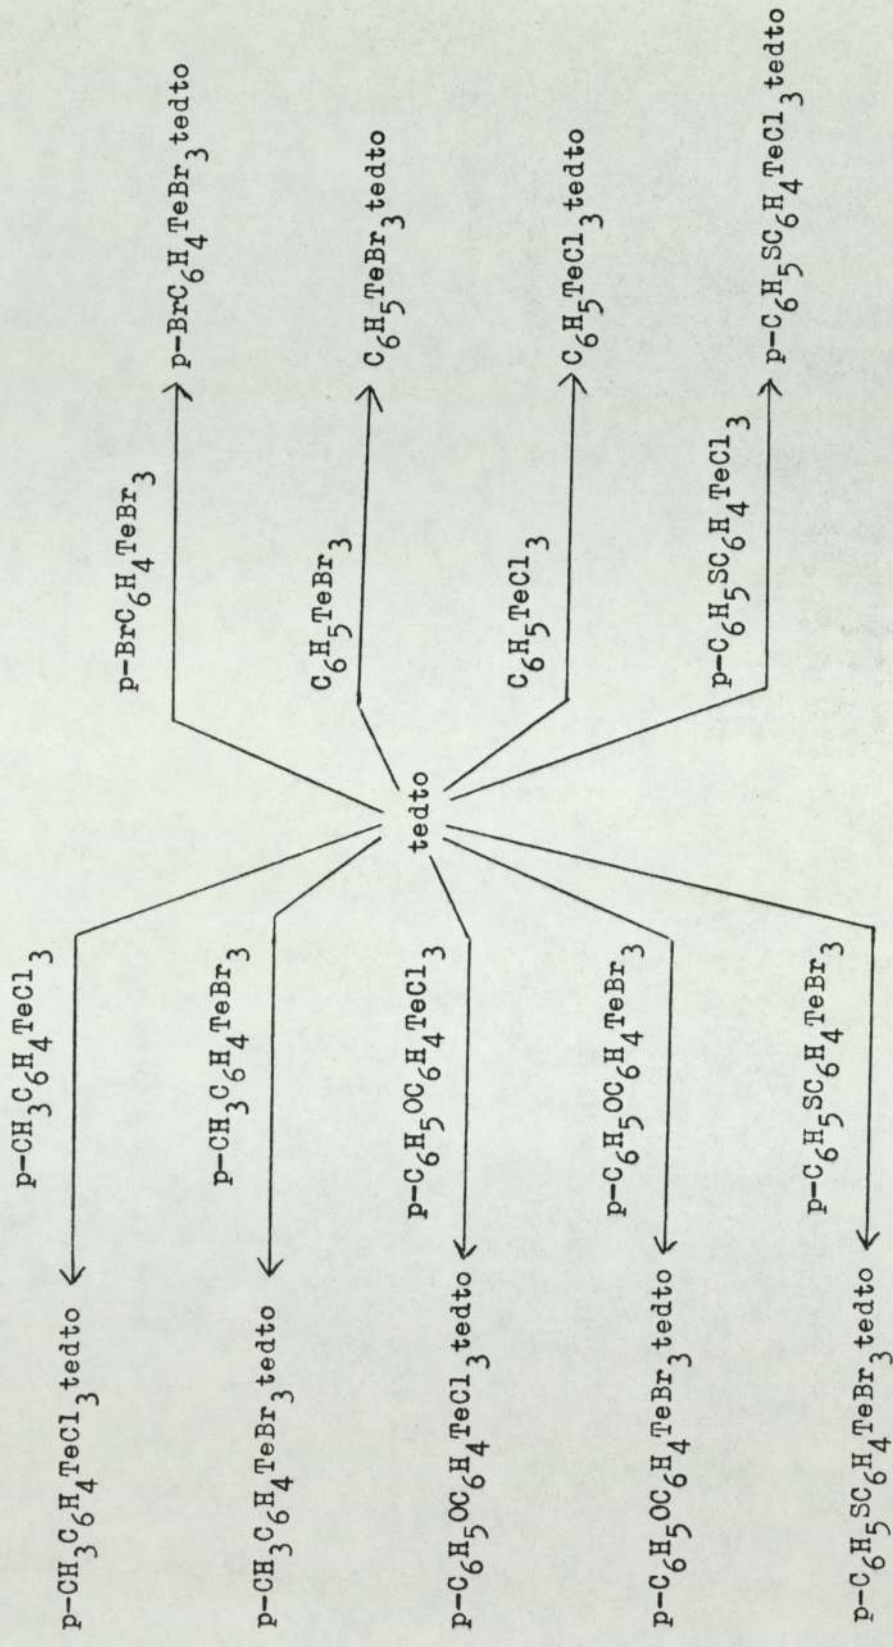 p-CH3C6H4TeCl3
p-CH3C6H4TeCl3tedto
p-CH3C6H4TeBr3
p-CH3C6H4TeBr3tedto
p-C6H5OC6H4TeCl3
p-C6H5OC6H4TeCl3tedto
p-C6H5OC6H4TeBr3
p-C6H5OC6H4TeBr3tedto
p-C6H5SC6H4TeBr3
p-C6H5SC6H4TeBr3tedto
tedto
p-BrC6H4TeBr3
p-BrC6H4TeBr3tedto
C6H5TeBr3
C6H5TeBr3tedto
C6H5TeCl3
C6H5TeCl3tedto
p-C6H5SC6H4TeCl3
p-C6H5SC6H4TeCl3tedto